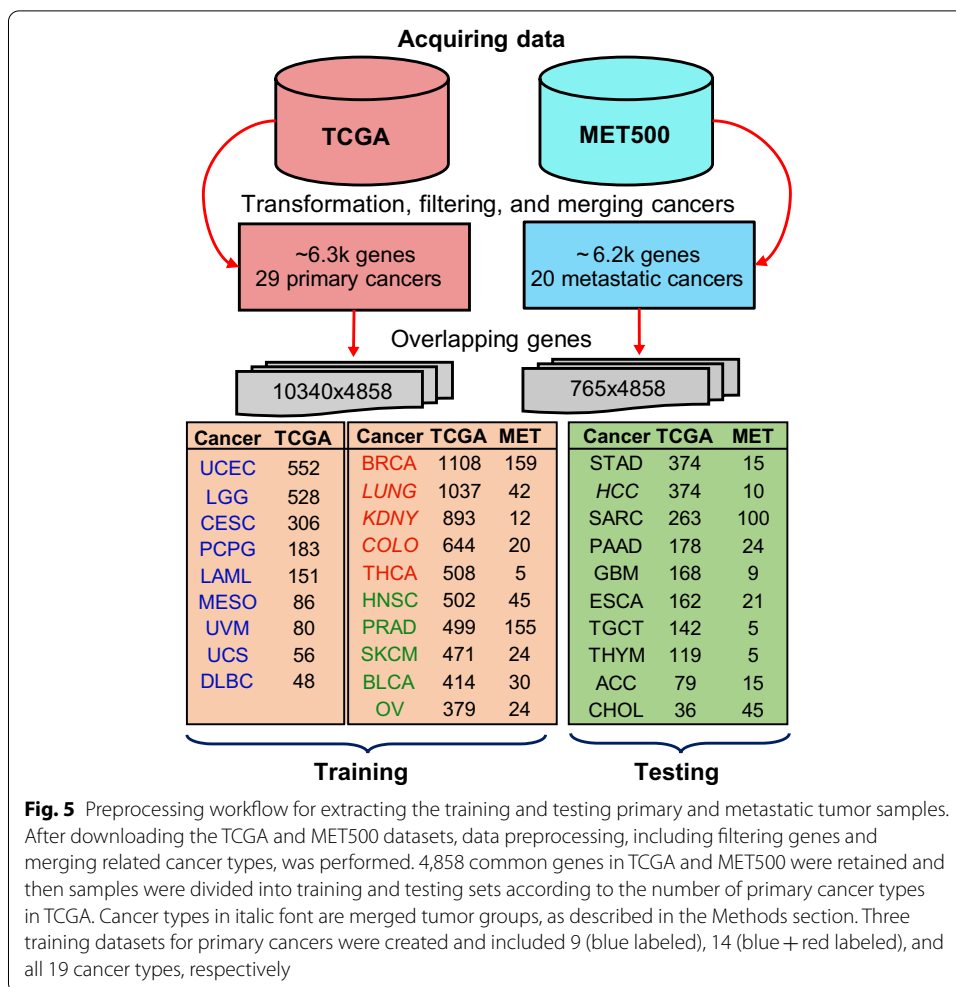 Acquiring data
TCGA
MET500
Transformation, filtering, and merging cancers
~6.3k genes
29 primary cancers
~ 6.2k genes
20 metastatic cancers
Overlapping genes
10340x4858
765x4858
Cancer TCGA
UCEC 552
LGG 528
CESC 306
PCPG 183
LAML 151
MESO 86
UVM 80
UCS 56
DLBC 48
Cancer TCGA MET
BRCA 1108 159
LUNG 1037 42
KDNY 893 12
COLO 644 20
THCA 508 5
HNSC 502 45
PRAD 499 155
SKCM 471 24
BLCA 414 30
OV 379 24
Cancer TCGA MET
STAD 374 15
HCC 374 10
SARC 263 100
PAAD 178 24
GBM 168 9
ESCA 162 21
TGCT 142 5
THYM 119 5
ACC 79 15
CHOL 36 45
Training
Testing
Fig. 5 Preprocessing workflow for extracting the training and testing primary and metastatic tumor samples.
After downloading the TCGA and MET500 datasets, data preprocessing, including filtering genes and
merging related cancer types, was performed. 4,858 common genes in TCGA and MET500 were retained and
then samples were divided into training and testing sets according to the number of primary cancer types
in TCGA. Cancer types in italic font are merged tumor groups, as described in the Methods section. Three
training datasets for primary cancers were created and included 9 (blue labeled), 14 (blue + red labeled), and
all 19 cancer types, respectively